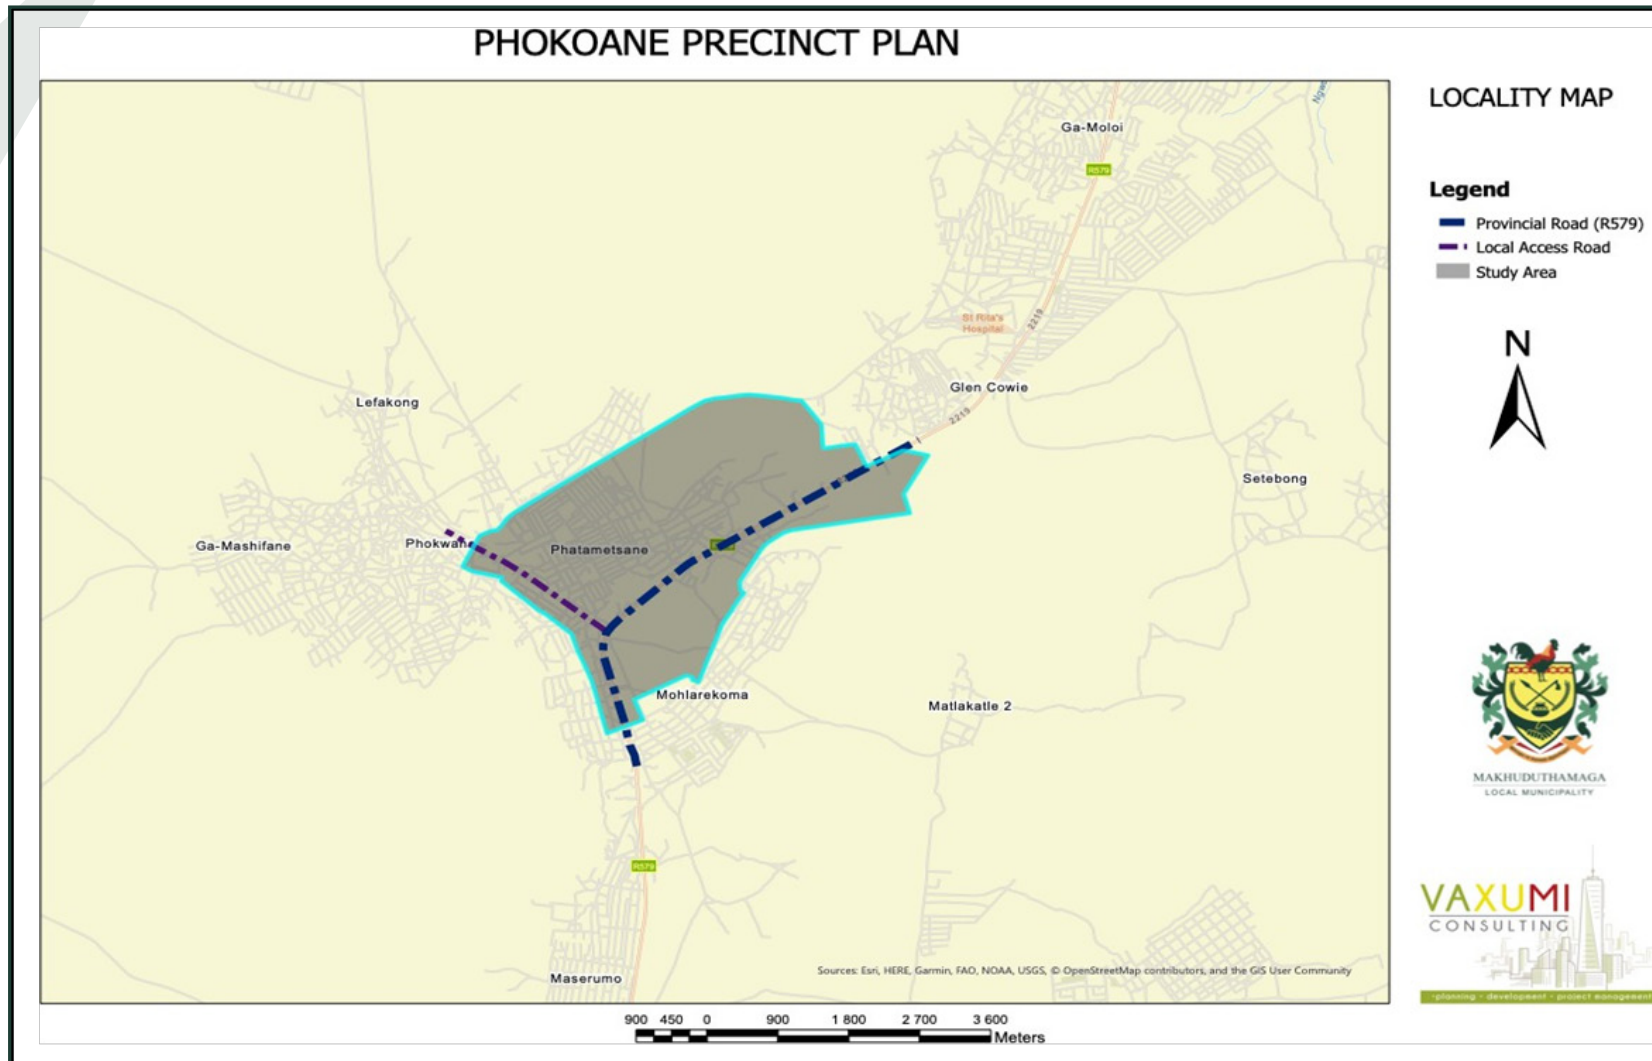 PHOKOANE PRECINCT PLAN
LOCALITY MAP
Legend
Provincial Road (R579)
Local Access Road
Study Area
N
Ga-Moloi
R579
St Rita's
Hospital
2219
Glen Cowie
2219
Lefakong
Setebong
Ga-Mashifane
Phokwane
Phatametsane
Mohlarekoma
Matlakatle 2
R579
Maserumo
Sources: Esri, HERE, Garmin, FAO, NOAA, USGS, © OpenStreetMap contributors, and the GIS User Community
900 450 0 900 1 800 2 700 3 600
Meters
MAKHUDUTHAMAGA
LOCAL MUNICIPALITY
VAXUMI
CONSULTING
-planning - development - project management